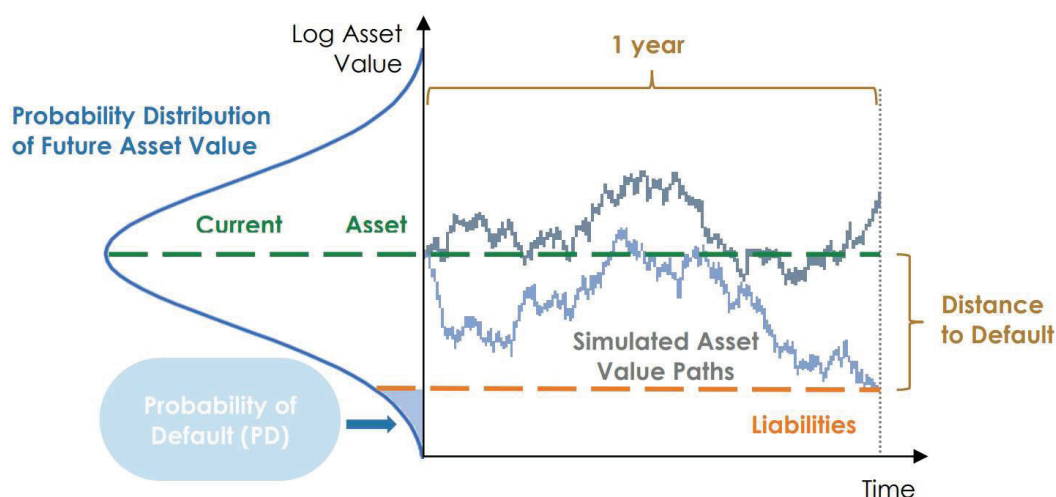 Log Asset
Value
1 year
Probability Distribution
of Future Asset Value
Current Asset
Distance
to Default
Simulated Asset
Value Paths
Probability of
Default (PD)
Liabilities
Time